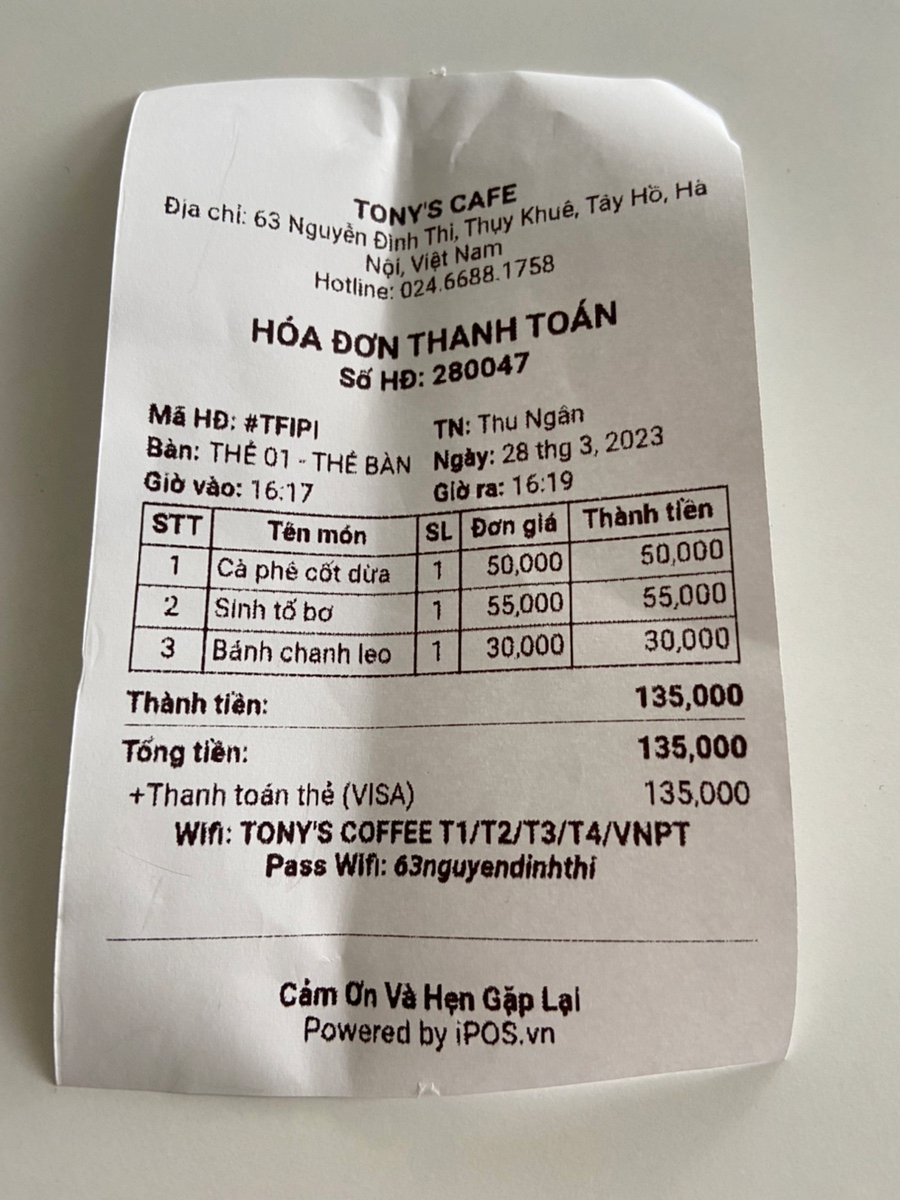 TONY'S CAFE
Địa chỉ: 63 Nguyễn Đình Thi, Thụy Khuê, Tây Hồ, Hà
Nội, Việt Nam
Hotline: 024.6688.1758
HÓA ĐƠN THANH TOÁN
Số HĐ: 280047
Mã HĐ: #TFIPI TN: Thu Ngân
Bàn: THẺ 01 - THẺ BÀN Ngày: 28 thg 3, 2023
Giờ vào: 16:17 Giờ ra: 16:19
STT Tên món SL Đơn giá Thành tiền
1 Cà phê cốt dừa 1 50,000 50,000
2 Sinh tố bơ 1 55,000 55,000
3 Bánh chanh leo 1 30,000 30,000
Thành tiền: 135,000
Tổng tiền: 135,000
+Thanh toán thẻ (VISA) 135,000
Wifi: TONY'S COFFEE T1/T2/T3/T4/VNPT
Pass Wifi: 63nguyendinhthi
Cảm Ơn Và Hẹn Gặp Lại
Powered by iPOS.vn